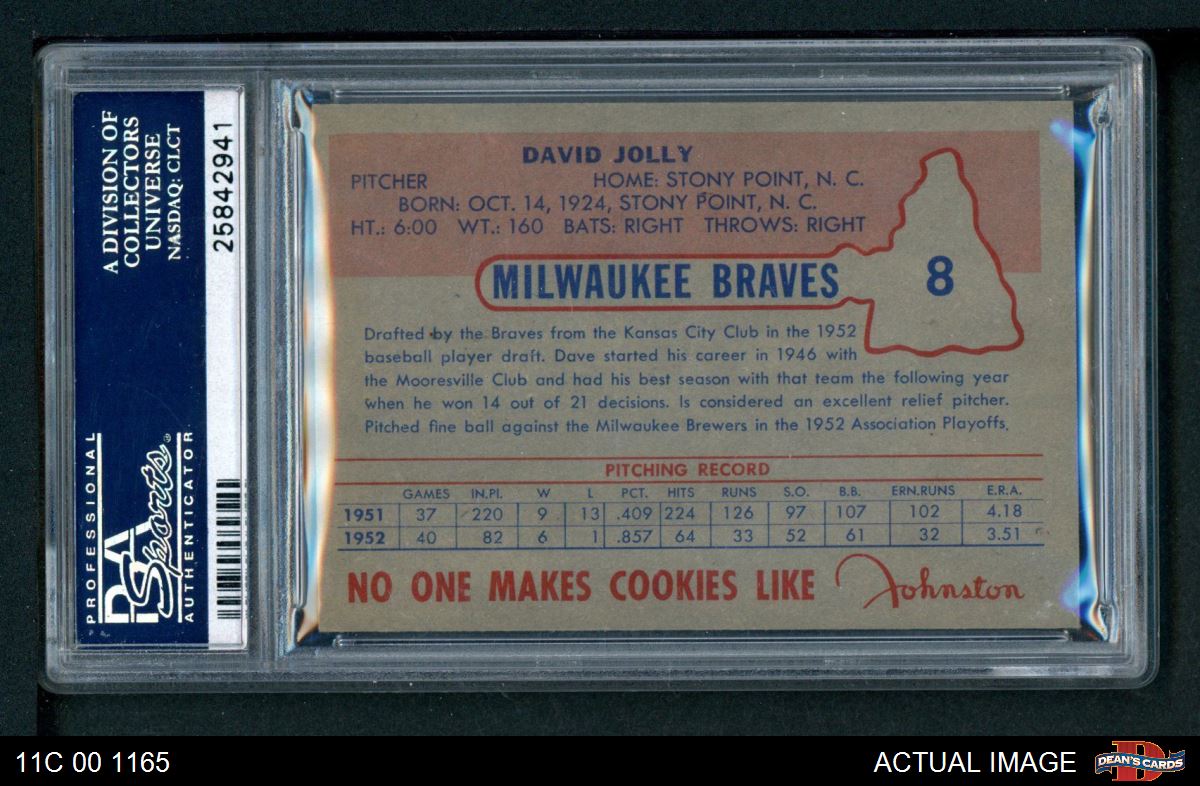 A DIVISION OF
COLLECTORS
UNIVERSE
NASDAQ: CLCT
25842941
PROFESSIONAL
PSA
Sports®
AUTHENTICATOR
DAVID JOLLY
PITCHER HOME: STONY POINT, N. C.
BORN: OCT. 14, 1924, STONY POINT, N. C.
HT.: 6:00 WT.: 160 BATS: RIGHT THROWS: RIGHT
MILWAUKEE BRAVES
8
Drafted by the Braves from the Kansas City Club in the 1952
baseball player draft. Dave started his career in 1946 with
the Mooresville Club and had his best season with that team the following year
when he won 14 out of 21 decisions. Is considered an excellent relief pitcher.
Pitched fine ball against the Milwaukee Brewers in the 1952 Association Playoffs.
PITCHING RECORD
GAMES IN.PI. W L PCT. HITS RUNS S.O. B.B. ERN.RUNS E.R.A.
1951 37 220 9 13 .409 224 126 97 107 102 4.18
1952 40 82 6 1 .857 64 33 52 61 32 3.51
NO ONE MAKES COOKIES LIKE Johnston
11C 00 1165
ACTUAL IMAGE
D
DEAN'S CARDS